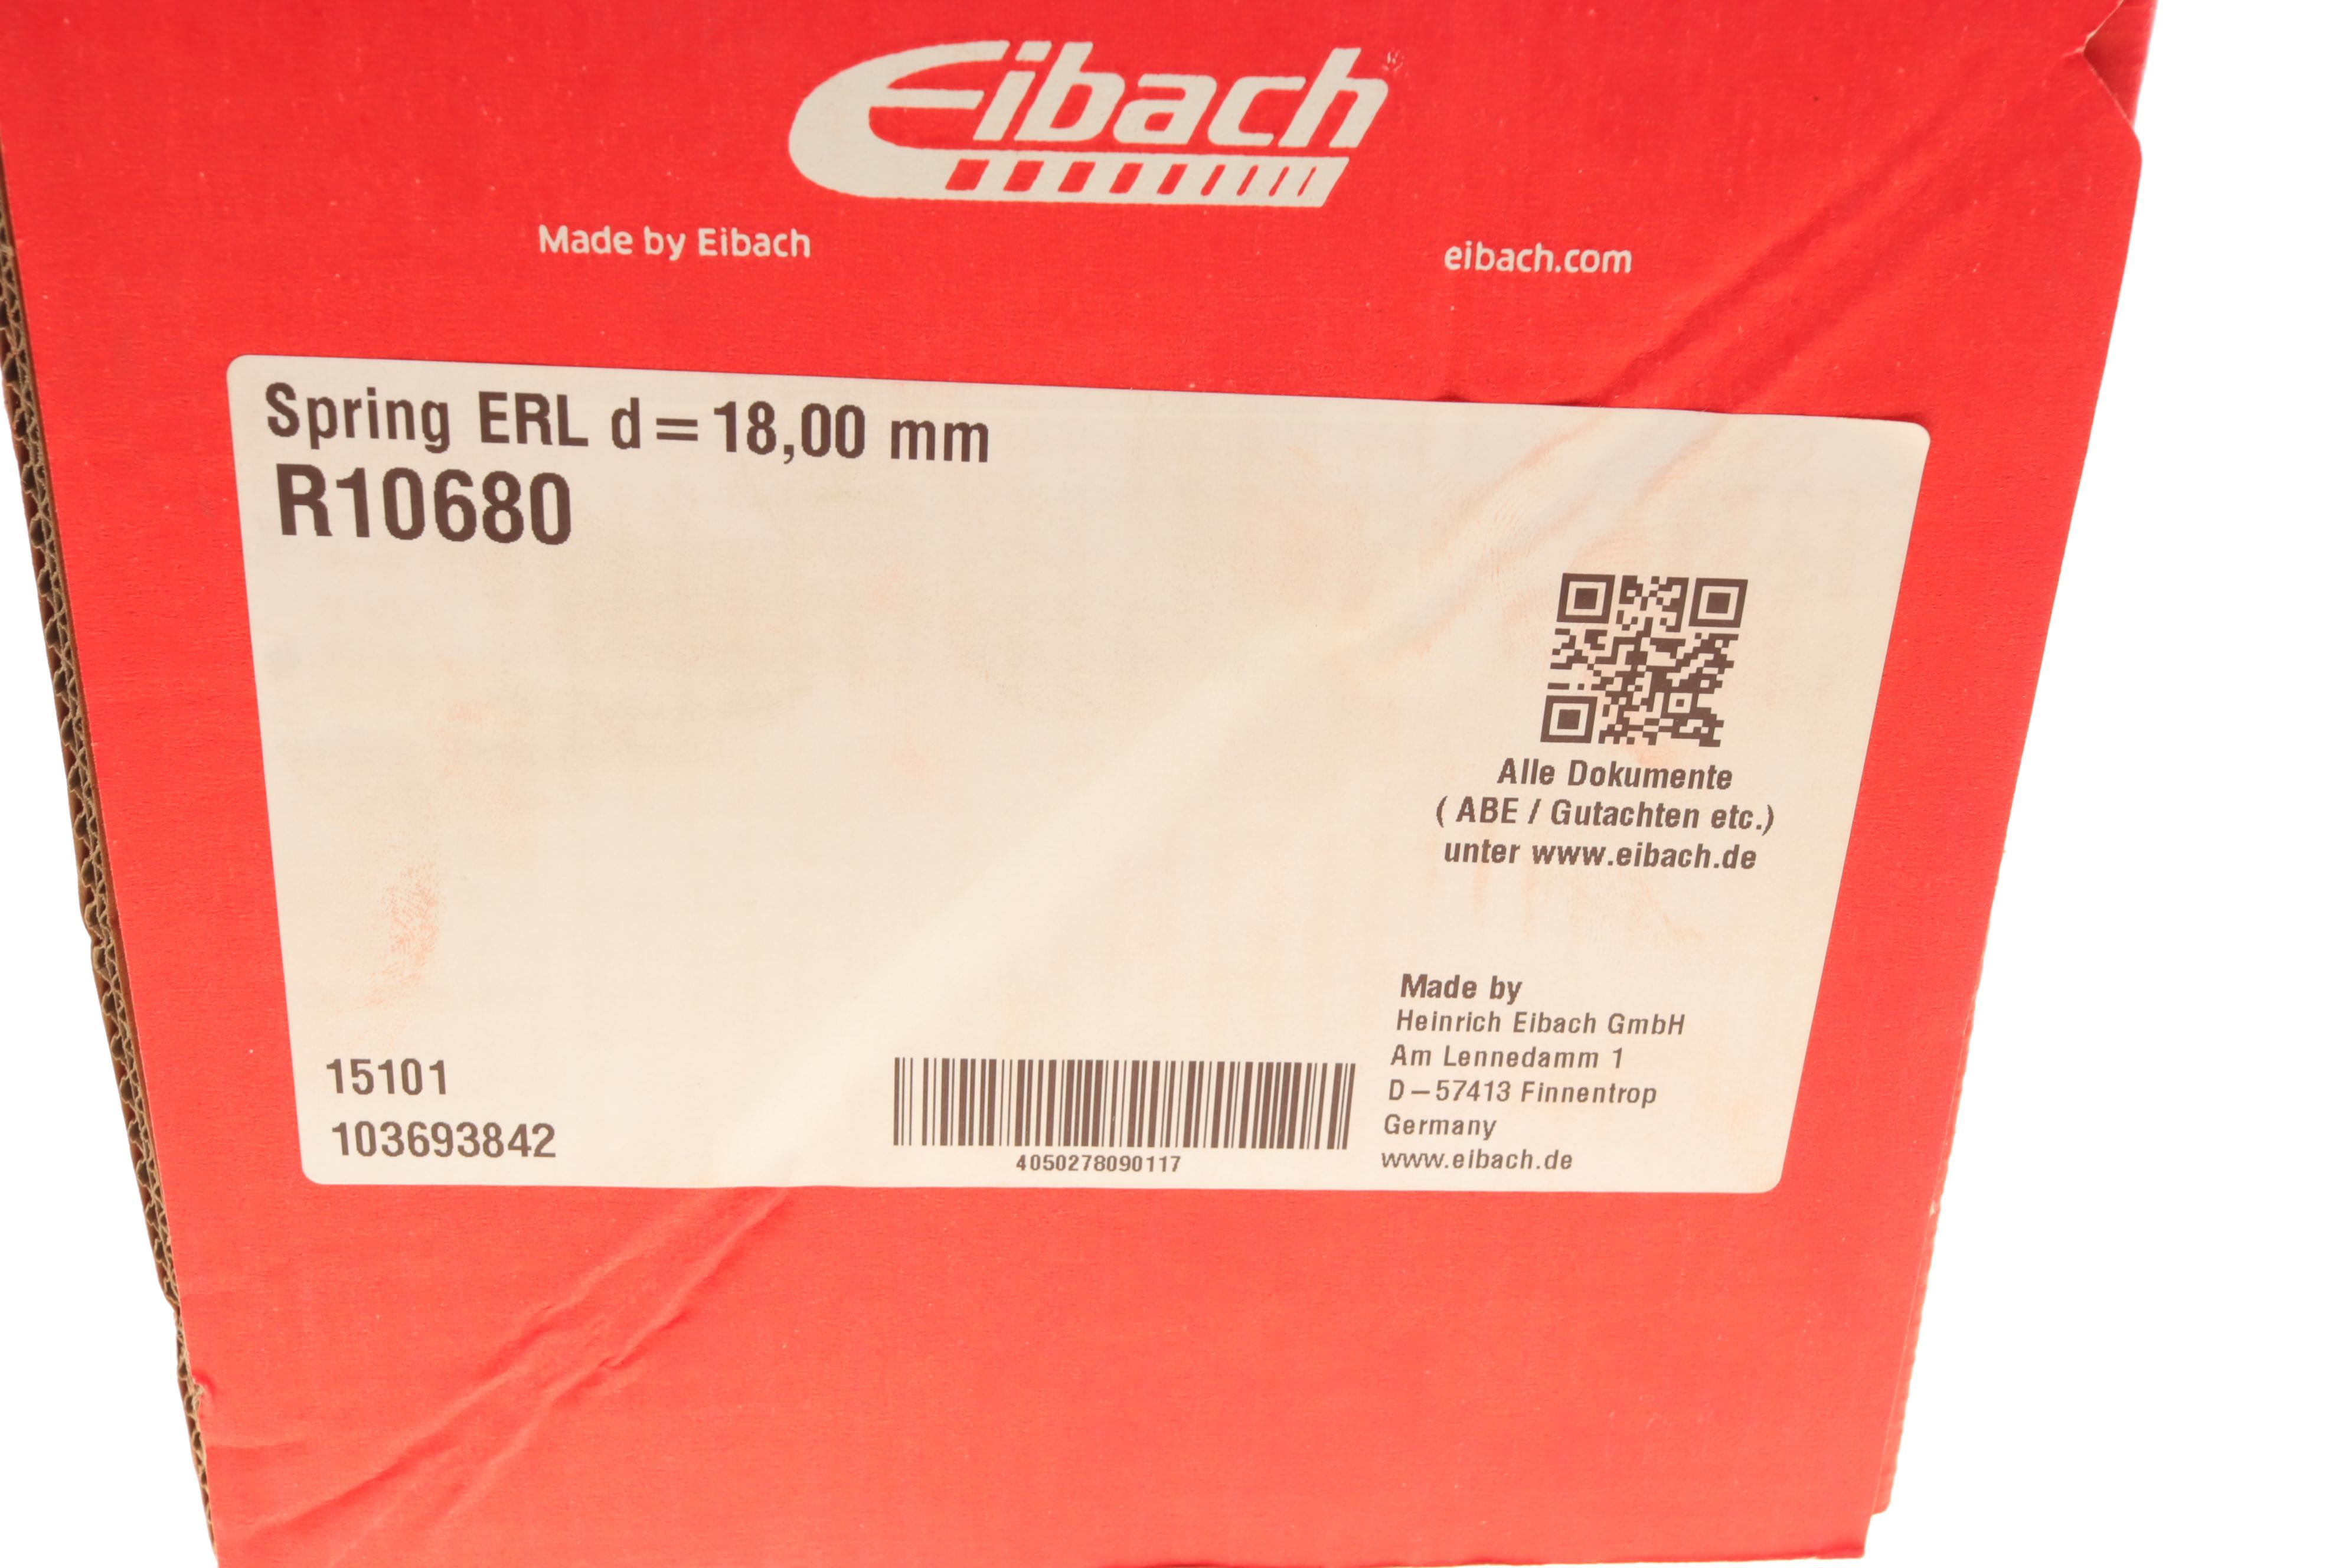 Eibach
Made by Eibach
eibach.com
Spring ERL d=18,00 mm
R10680
Alle Dokumente
( ABE / Gutachten etc.)
unter www.eibach.de
Made by
Heinrich Eibach GmbH
Am Lennedamm 1
D–57413 Finnentrop
Germany
www.eibach.de
15101
103693842
4050278090117